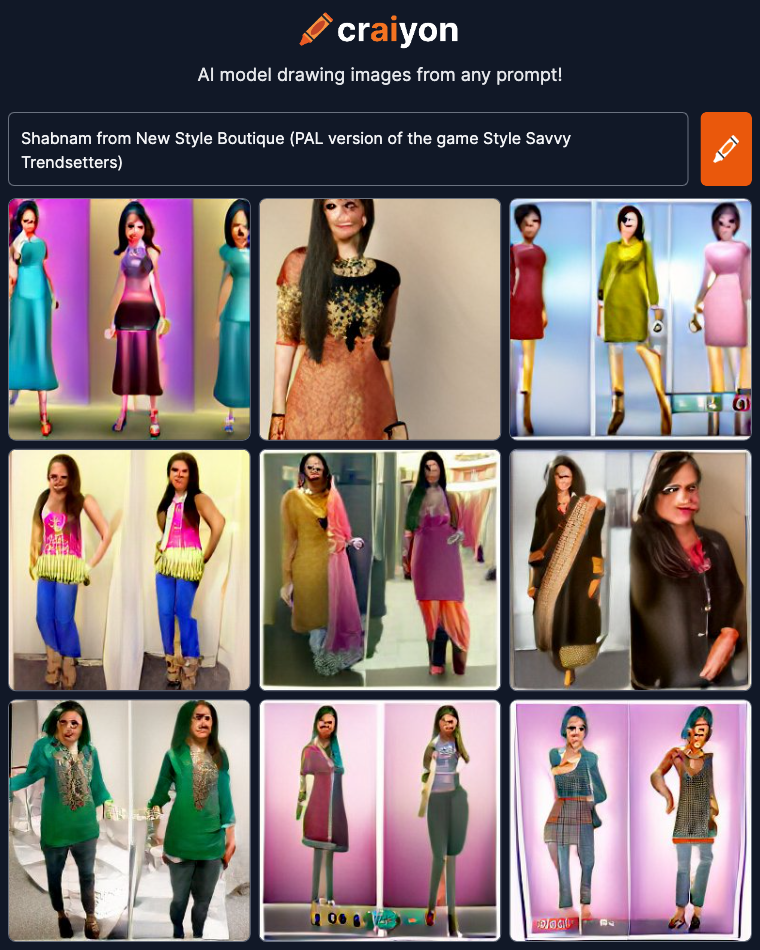 craiyon
AI model drawing images from any prompt!
Shabnam from New Style Boutique (PAL version of the game Style Savvy
Trendsetters)